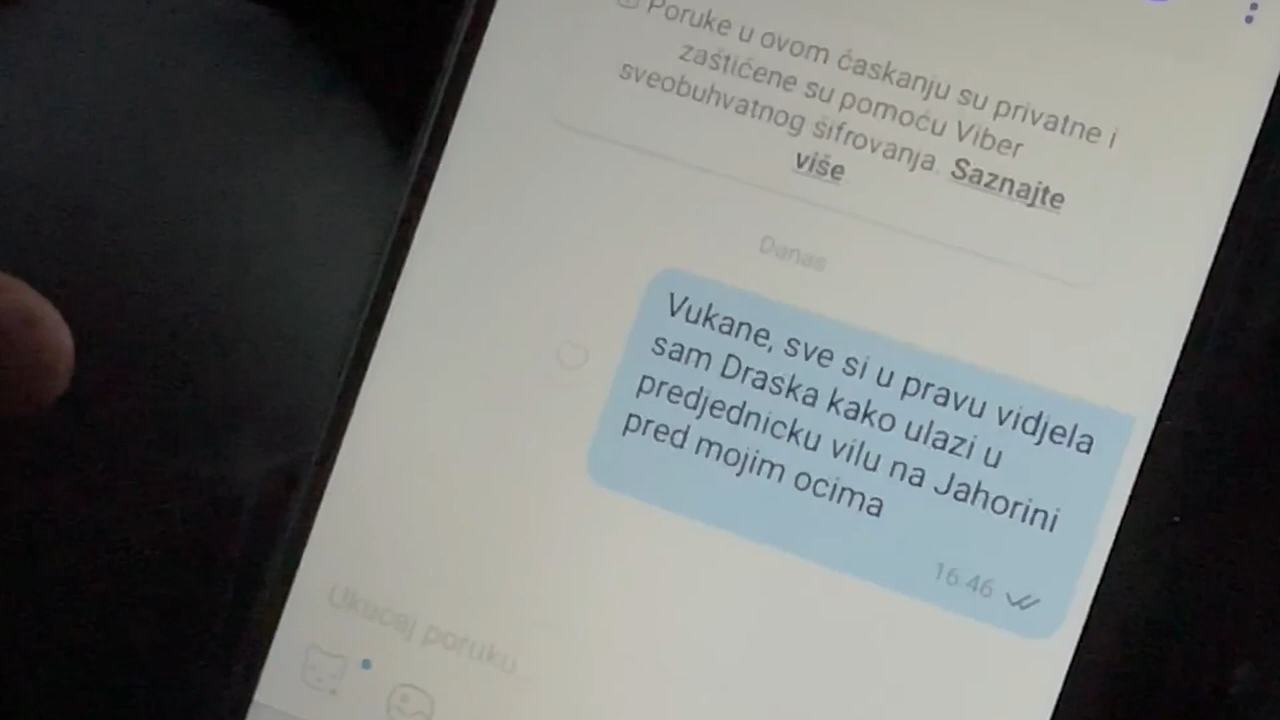 Poruke u ovom ćaskanju su privatne i
zaštićene su pomoću Viber
sveobuhvatnog šifrovanja. Saznajte
više
Danas
Vukane, sve si u pravu vidjela
sam Draska kako ulazi u
predjednicku vilu na Jahorini
pred mojim ocima
16:46
Ukucaj poruku...